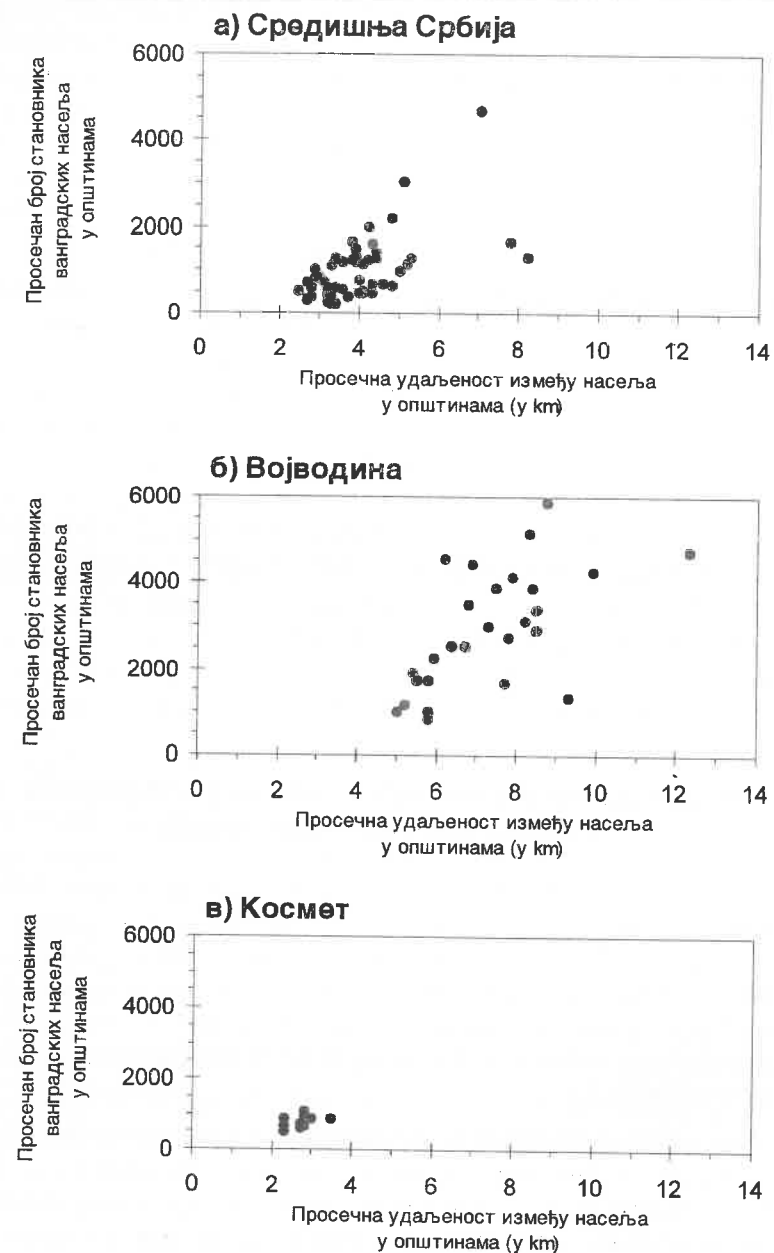 а) Средишња Србија
Просечан број становника
ванградских насеља
у општинама
6000
4000
2000
0
0 2 4 6 8 10 12 14
Просечна удаљеност између насеља
у општинама (у km)
б) Војводина
Просечан број становника
ванградских насеља
у општинама
6000
4000
2000
0
0 2 4 6 8 10 12 14
Просечна удаљеност између насеља
у општинама (у km)
в) Космет
Просечан број становника
ванградских насеља
у општинама
6000
4000
2000
0
0 2 4 6 8 10 12 14
Просечна удаљеност између насеља
у општинама (у km)